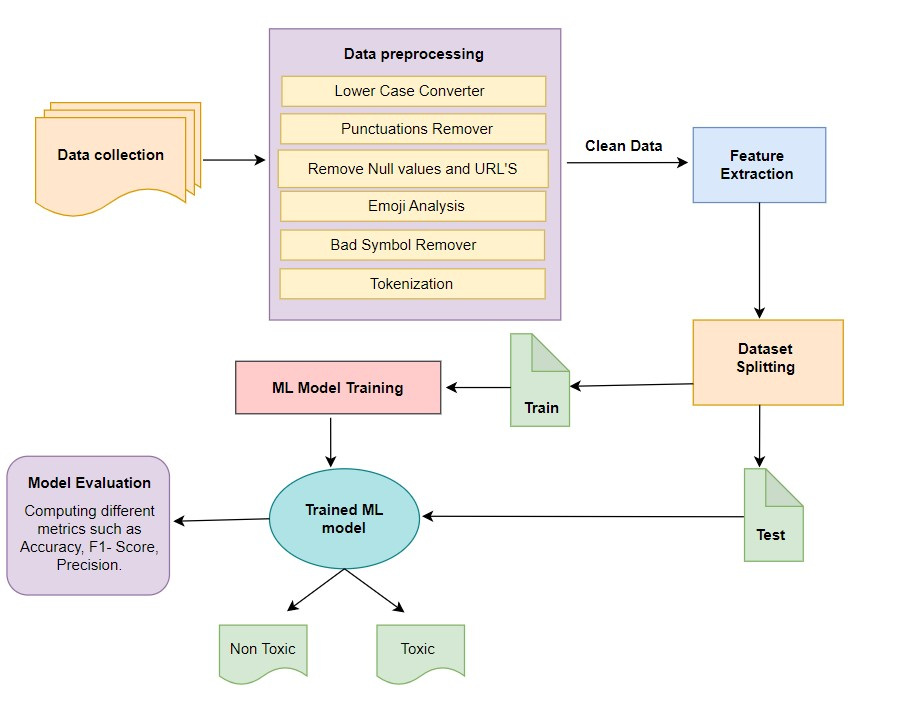 Data preprocessing
Lower Case Converter
Punctuations Remover
Remove Null values and URL'S
Emoji Analysis
Bad Symbol Remover
Tokenization
Data collection
Clean Data
Feature
Extraction
Dataset
Splitting
Train
ML Model Training
Test
Trained ML
model
Model Evaluation
Computing different
metrics such as
Accuracy, F1- Score,
Precision.
Non Toxic
Toxic